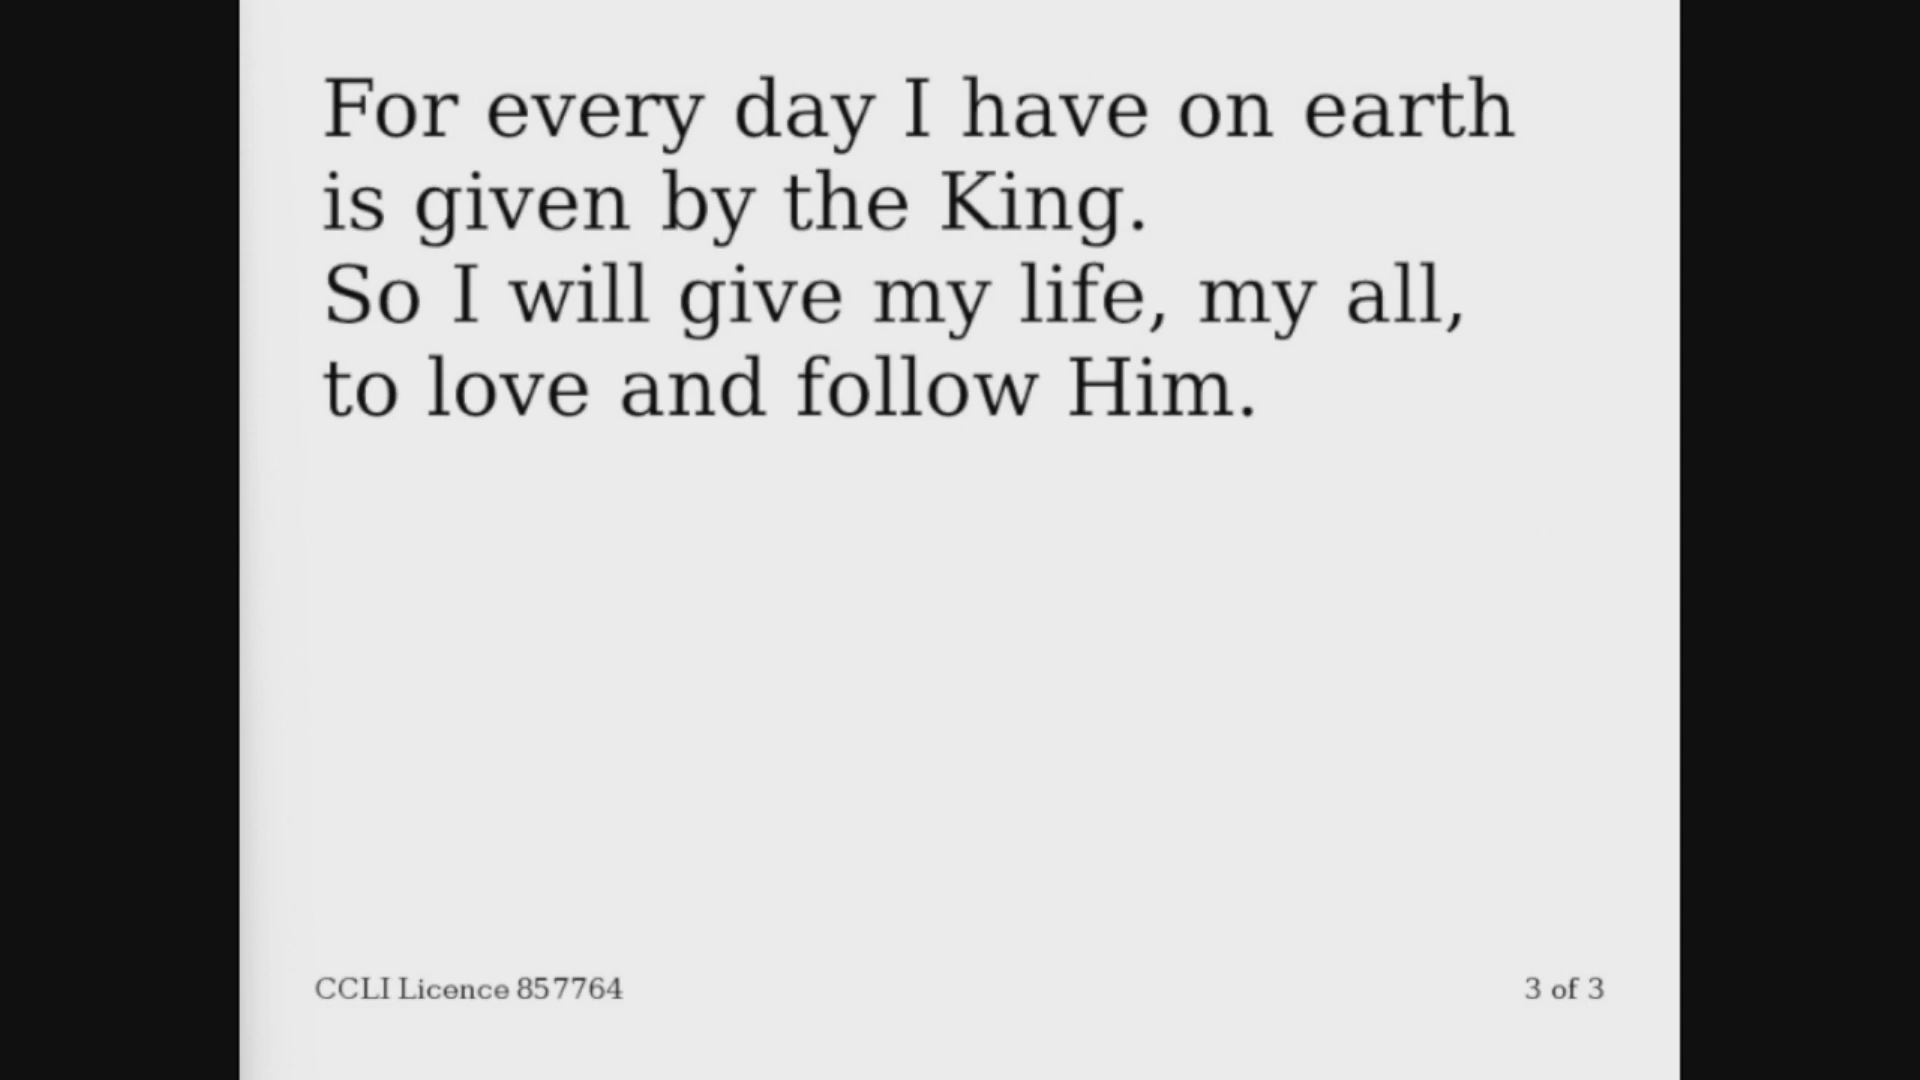 For every day I have on earth
is given by the King.
So I will give my life, my all,
to love and follow Him.
CCLI Licence 857764
3 of 3